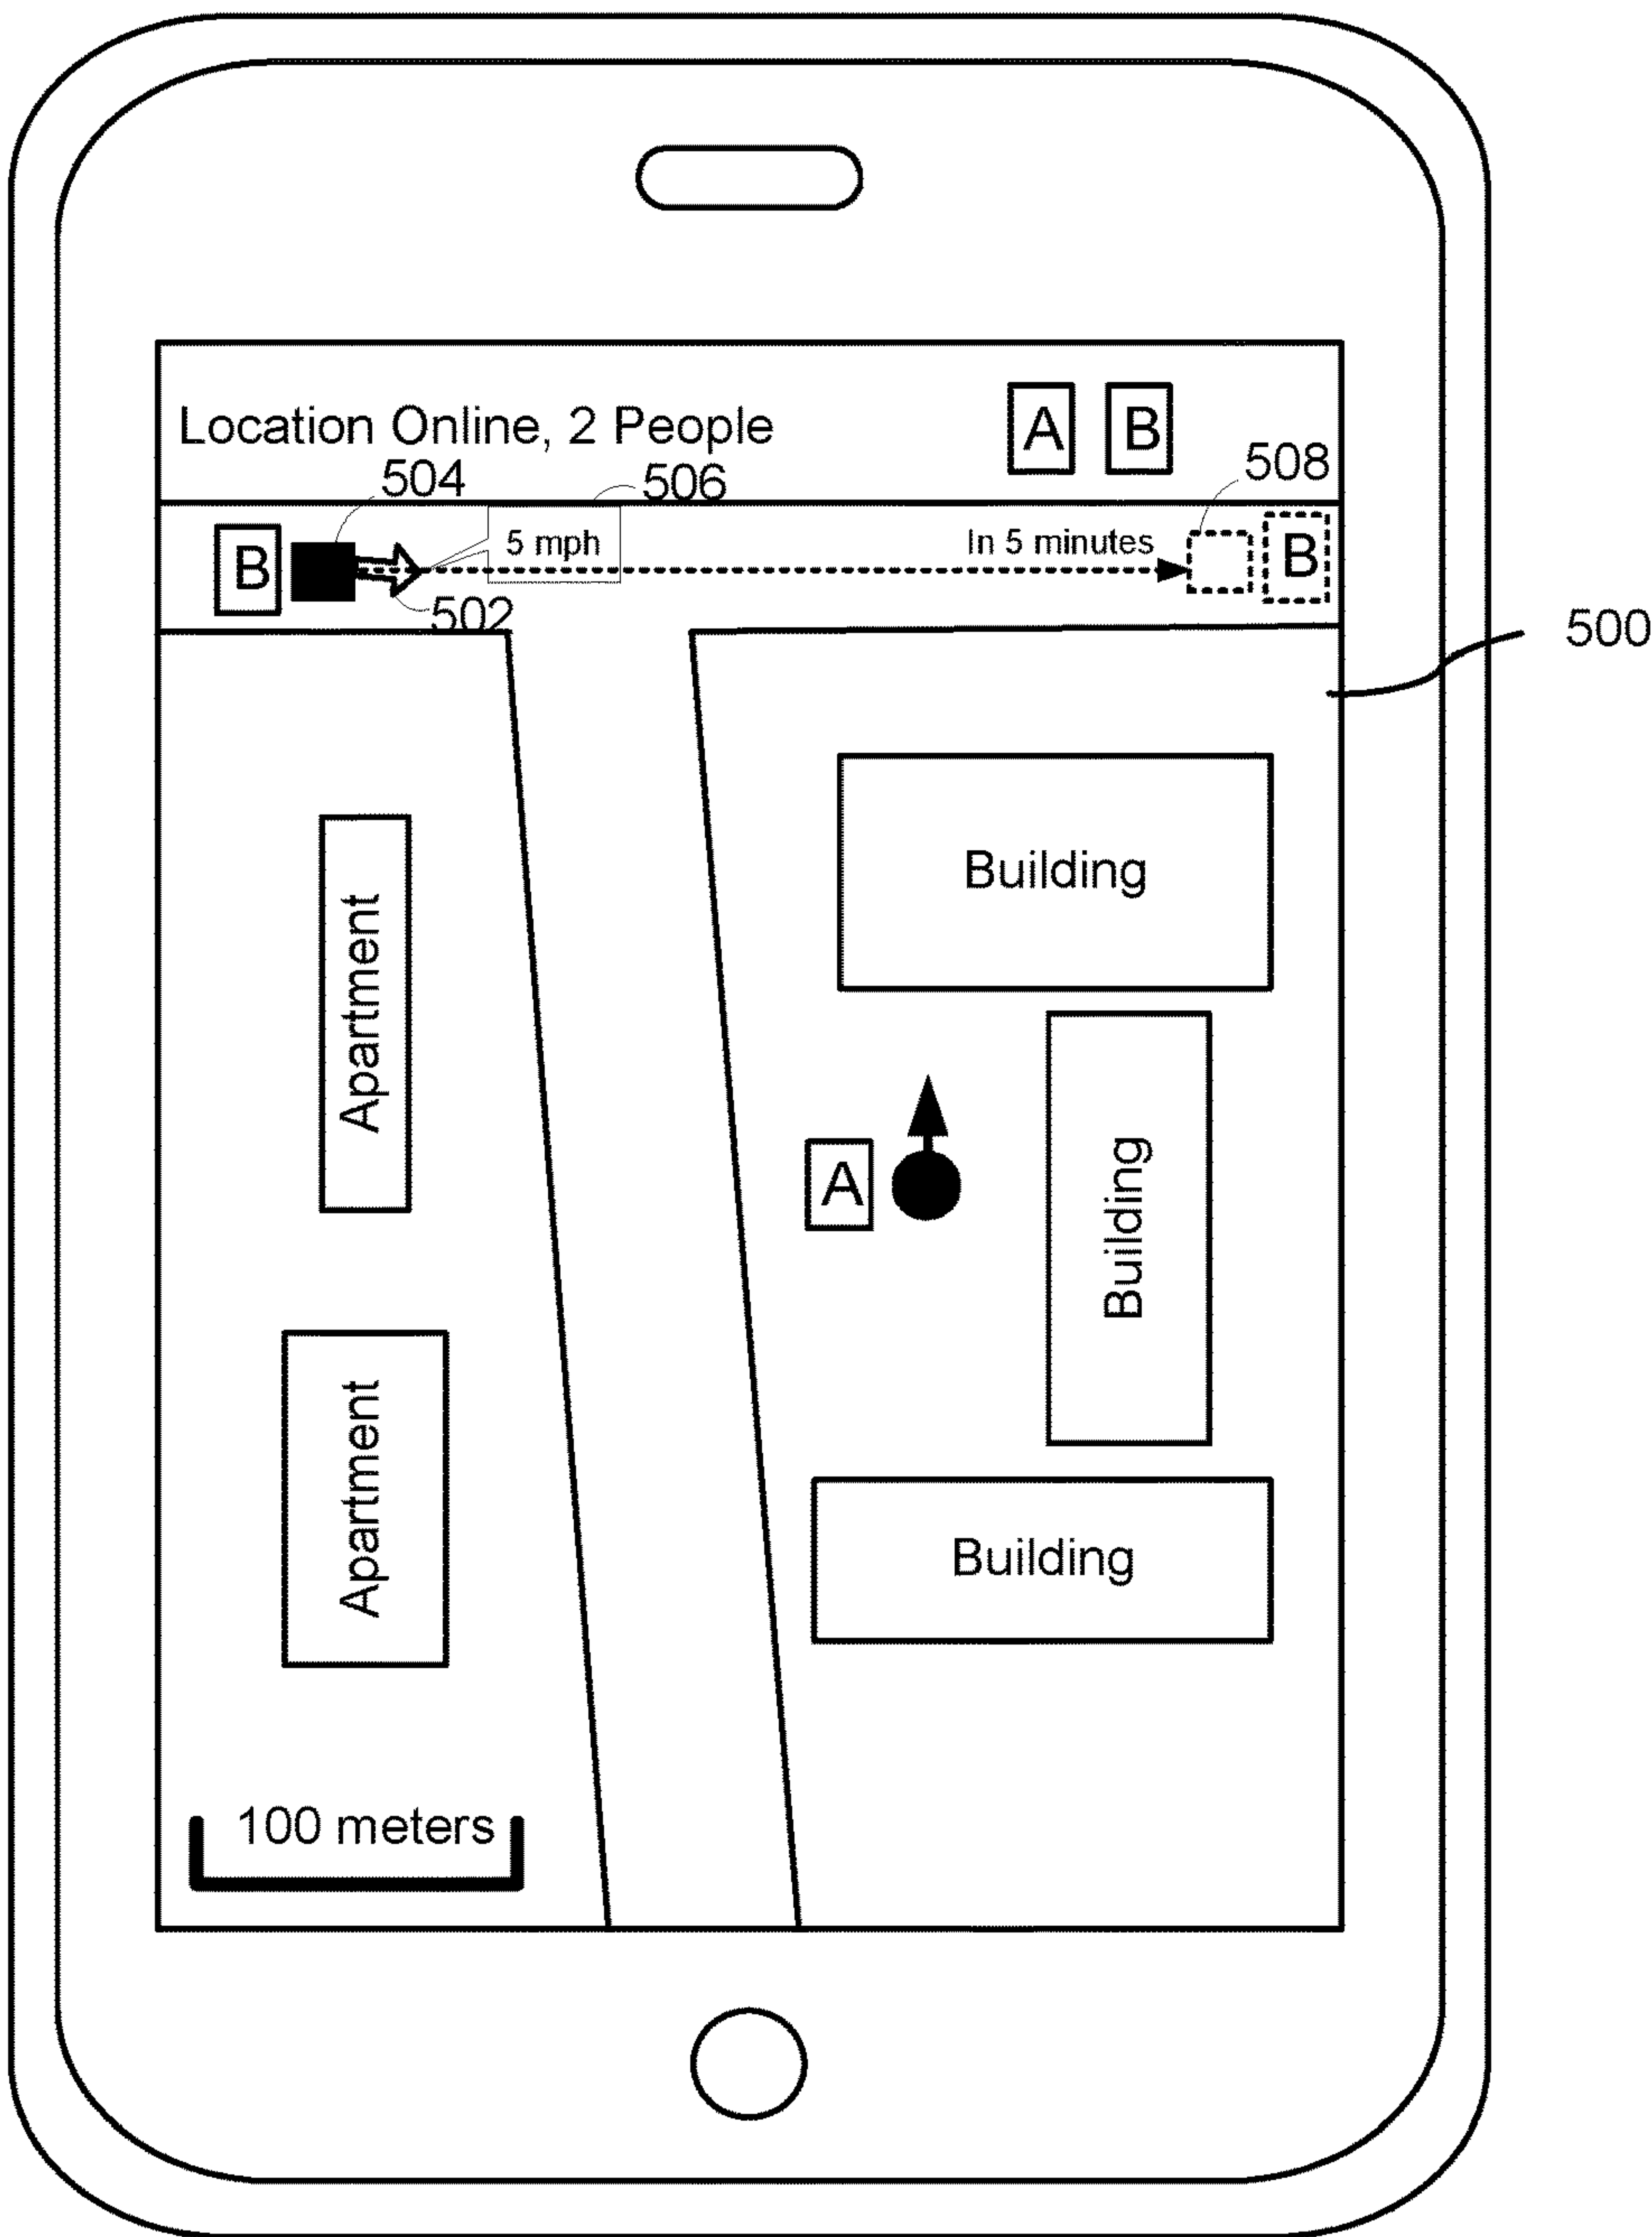 Location Online, 2 People
A B
504
506
508
B
5 mph
In 5 minutes
B
502
500
Building
Apartment
A
Building
Apartment
Building
100 meters